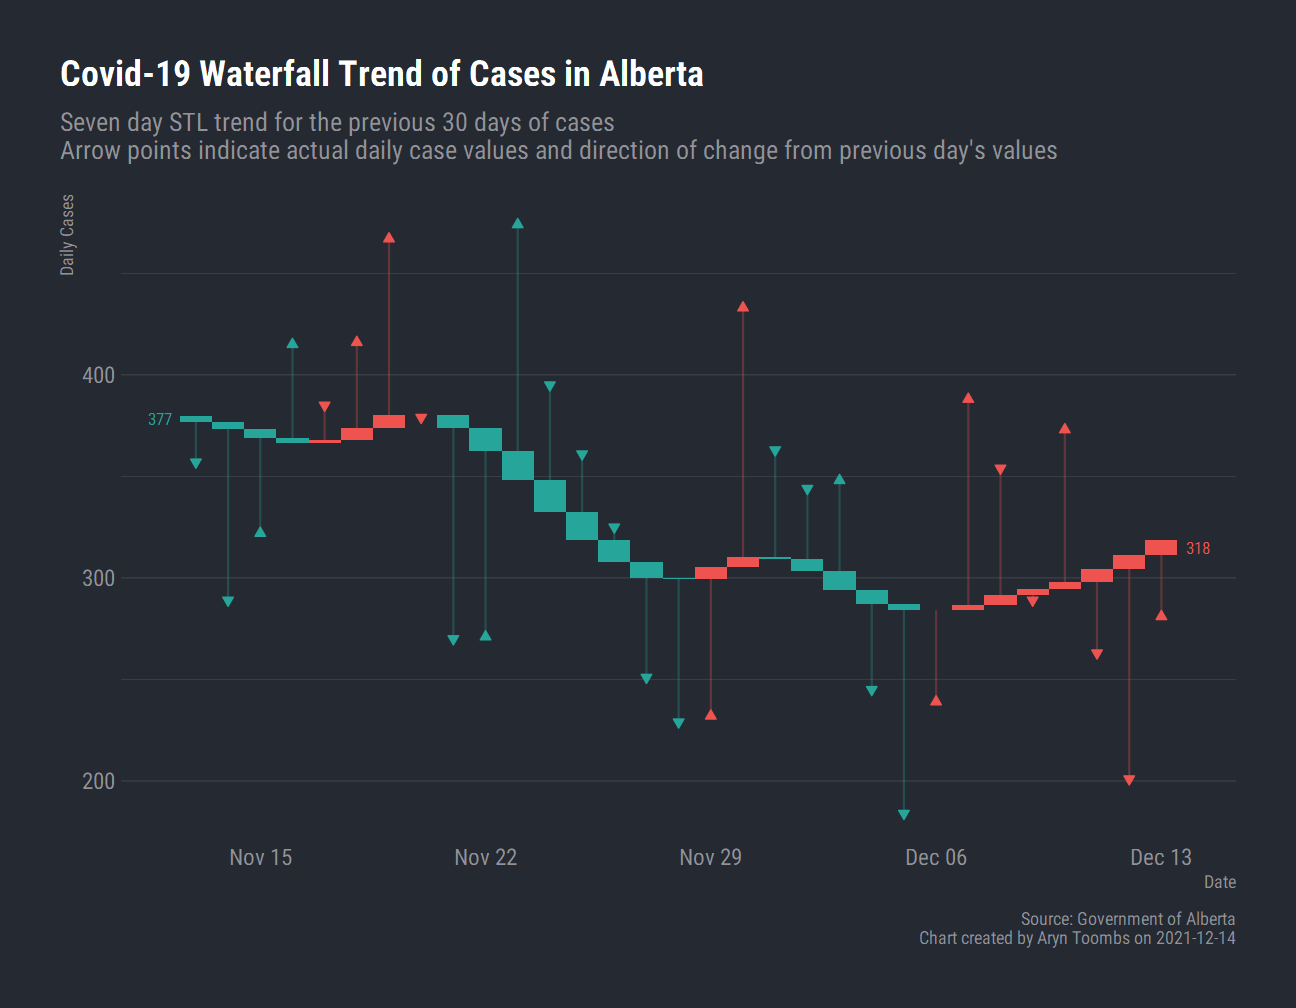 Covid-19 Waterfall Trend of Cases in Alberta
Seven day STL trend for the previous 30 days of cases
Arrow points indicate actual daily case values and direction of change from previous day's values
Daily Cases
400
300
200
377
318
Nov 15
Nov 22
Nov 29
Dec 06
Dec 13
Date
Source: Government of Alberta
Chart created by Aryn Toombs on 2021-12-14